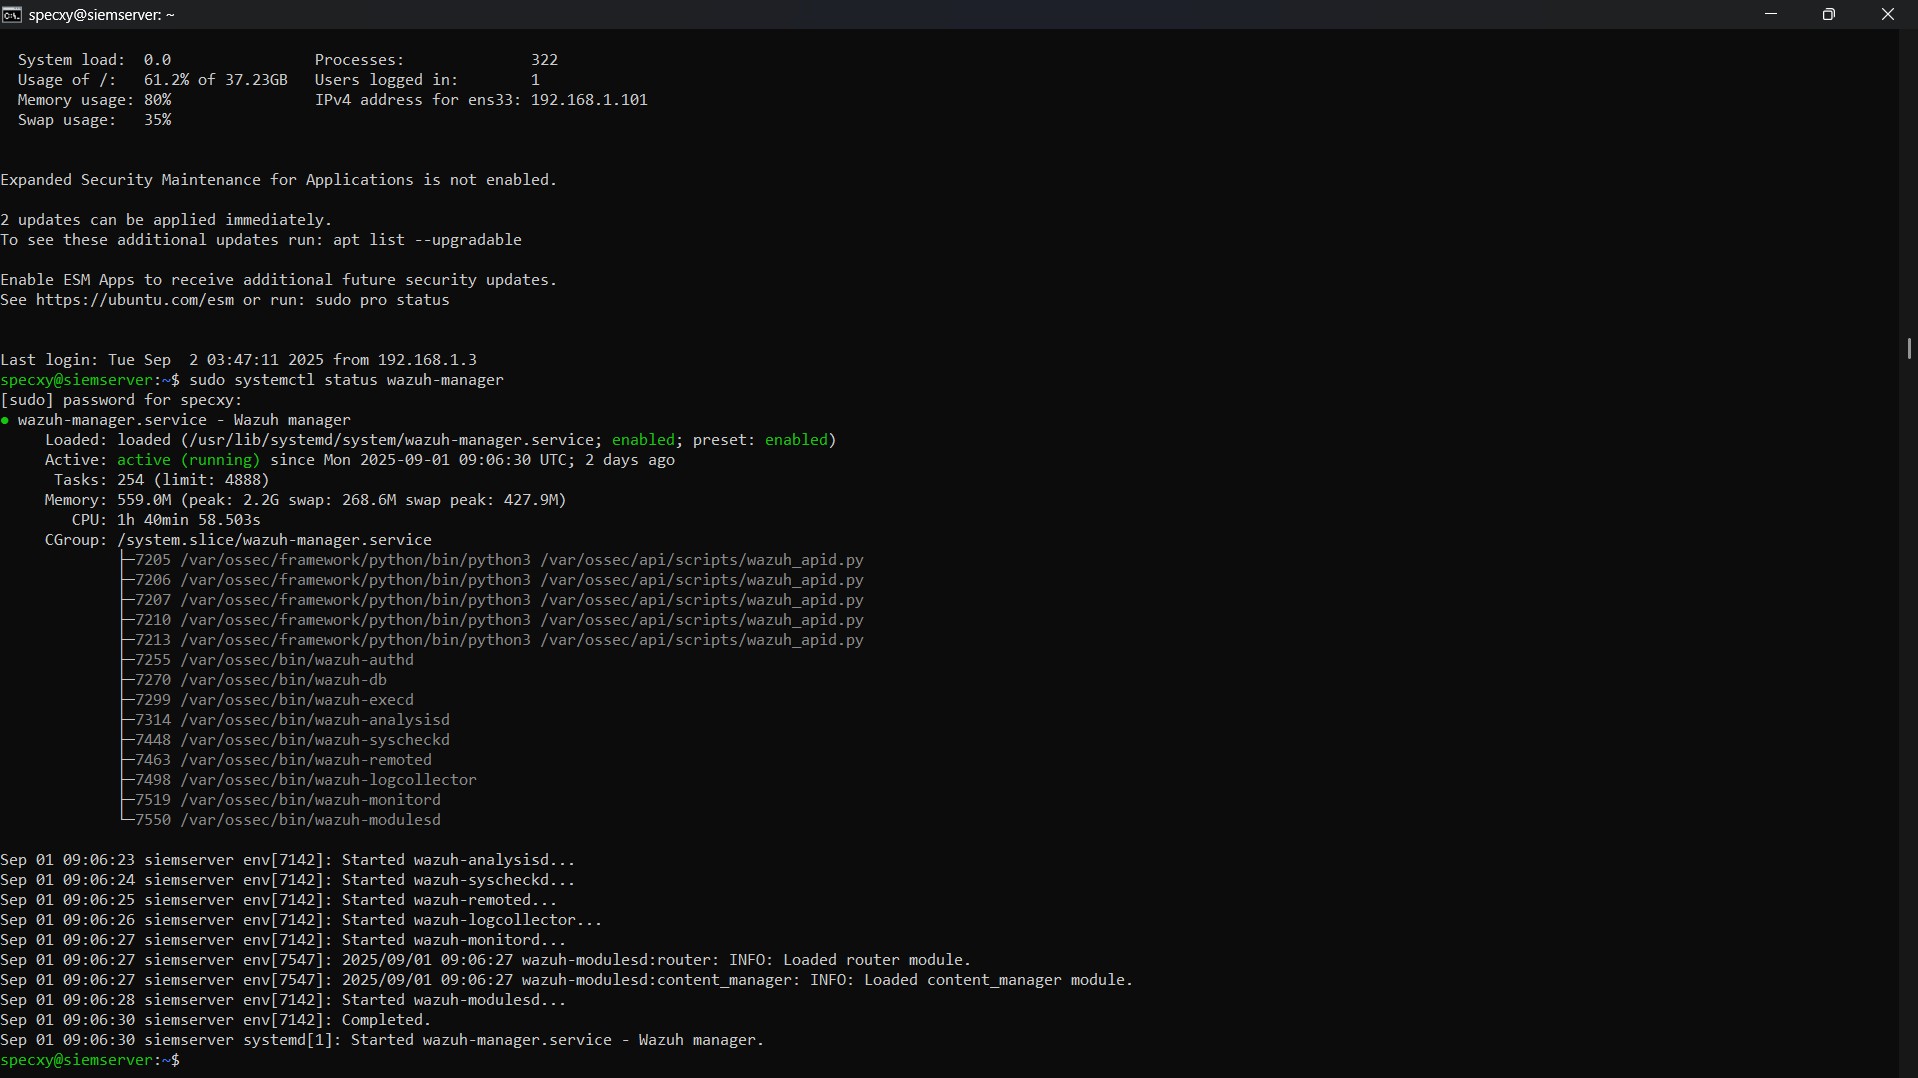 specxy@siemserver: ~
System load:  0.0                Processes:              322
Usage of /:   61.2% of 37.23GB   Users logged in:        1
Memory usage: 80%                IPv4 address for ens33: 192.168.1.101
Swap usage:   35%
Expanded Security Maintenance for Applications is not enabled.
2 updates can be applied immediately.
To see these additional updates run: apt list --upgradable
Enable ESM Apps to receive additional future security updates.
See https://ubuntu.com/esm or run: sudo pro status
Last login: Tue Sep  2 03:47:11 2025 from 192.168.1.3
specxy@siemserver:~$ sudo systemctl status wazuh-manager
[sudo] password for specxy:
● wazuh-manager.service - Wazuh manager
Loaded: loaded (/usr/lib/systemd/system/wazuh-manager.service; enabled; preset: enabled)
Active: active (running) since Mon 2025-09-01 09:06:30 UTC; 2 days ago
Tasks: 254 (limit: 4888)
Memory: 559.0M (peak: 2.2G swap: 268.6M swap peak: 427.9M)
CPU: 1h 40min 58.503s
CGroup: /system.slice/wazuh-manager.service
├─7205 /var/ossec/framework/python/bin/python3 /var/ossec/api/scripts/wazuh_apid.py
├─7206 /var/ossec/framework/python/bin/python3 /var/ossec/api/scripts/wazuh_apid.py
├─7207 /var/ossec/framework/python/bin/python3 /var/ossec/api/scripts/wazuh_apid.py
├─7210 /var/ossec/framework/python/bin/python3 /var/ossec/api/scripts/wazuh_apid.py
├─7213 /var/ossec/framework/python/bin/python3 /var/ossec/api/scripts/wazuh_apid.py
├─7255 /var/ossec/bin/wazuh-authd
├─7270 /var/ossec/bin/wazuh-db
├─7299 /var/ossec/bin/wazuh-execd
├─7314 /var/ossec/bin/wazuh-analysisd
├─7448 /var/ossec/bin/wazuh-syscheckd
├─7463 /var/ossec/bin/wazuh-remoted
├─7498 /var/ossec/bin/wazuh-logcollector
├─7519 /var/ossec/bin/wazuh-monitord
└─7550 /var/ossec/bin/wazuh-modulesd
Sep 01 09:06:23 siemserver env[7142]: Started wazuh-analysisd...
Sep 01 09:06:24 siemserver env[7142]: Started wazuh-syscheckd...
Sep 01 09:06:25 siemserver env[7142]: Started wazuh-remoted...
Sep 01 09:06:26 siemserver env[7142]: Started wazuh-logcollector...
Sep 01 09:06:27 siemserver env[7142]: Started wazuh-monitord...
Sep 01 09:06:27 siemserver env[7547]: 2025/09/01 09:06:27 wazuh-modulesd:router: INFO: Loaded router module.
Sep 01 09:06:27 siemserver env[7547]: 2025/09/01 09:06:27 wazuh-modulesd:content_manager: INFO: Loaded content_manager module.
Sep 01 09:06:28 siemserver env[7142]: Started wazuh-modulesd...
Sep 01 09:06:30 siemserver env[7142]: Completed.
Sep 01 09:06:30 siemserver systemd[1]: Started wazuh-manager.service - Wazuh manager.
specxy@siemserver:~$